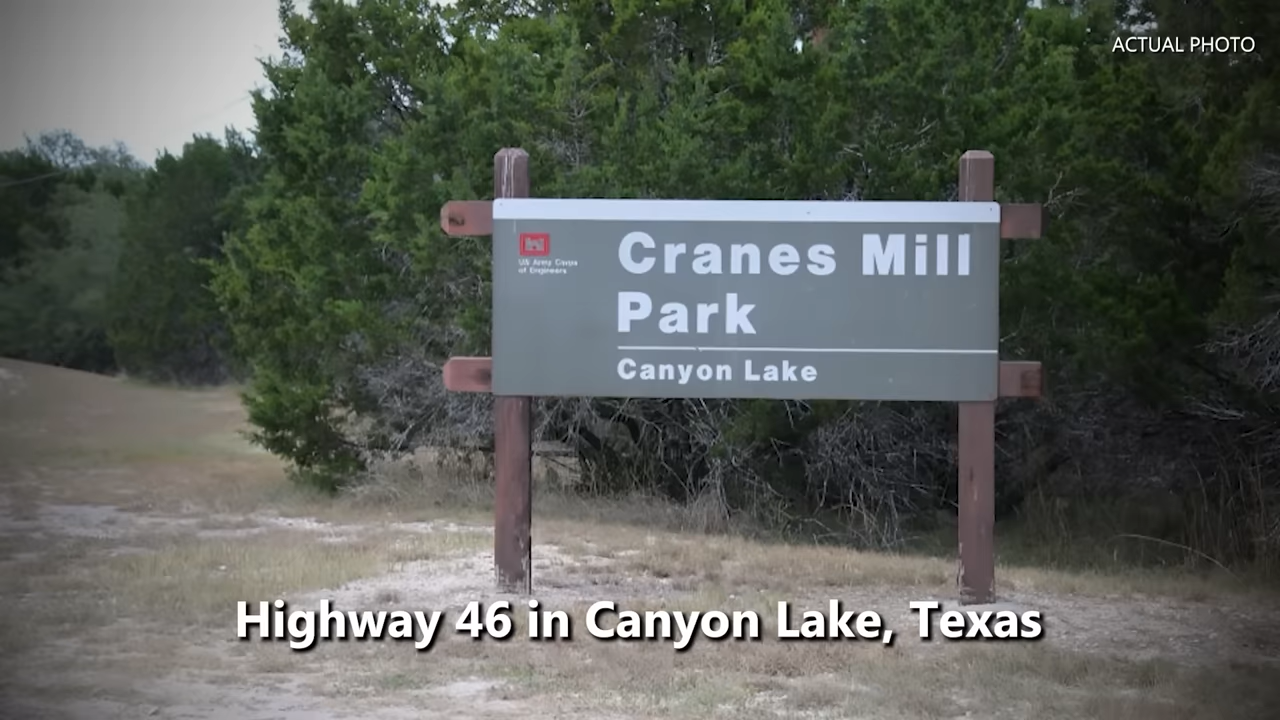 ACTUAL PHOTO
Cranes Mill
Park
US Army Corps
of Engineers
Canyon Lake
Highway 46 in Canyon Lake, Texas